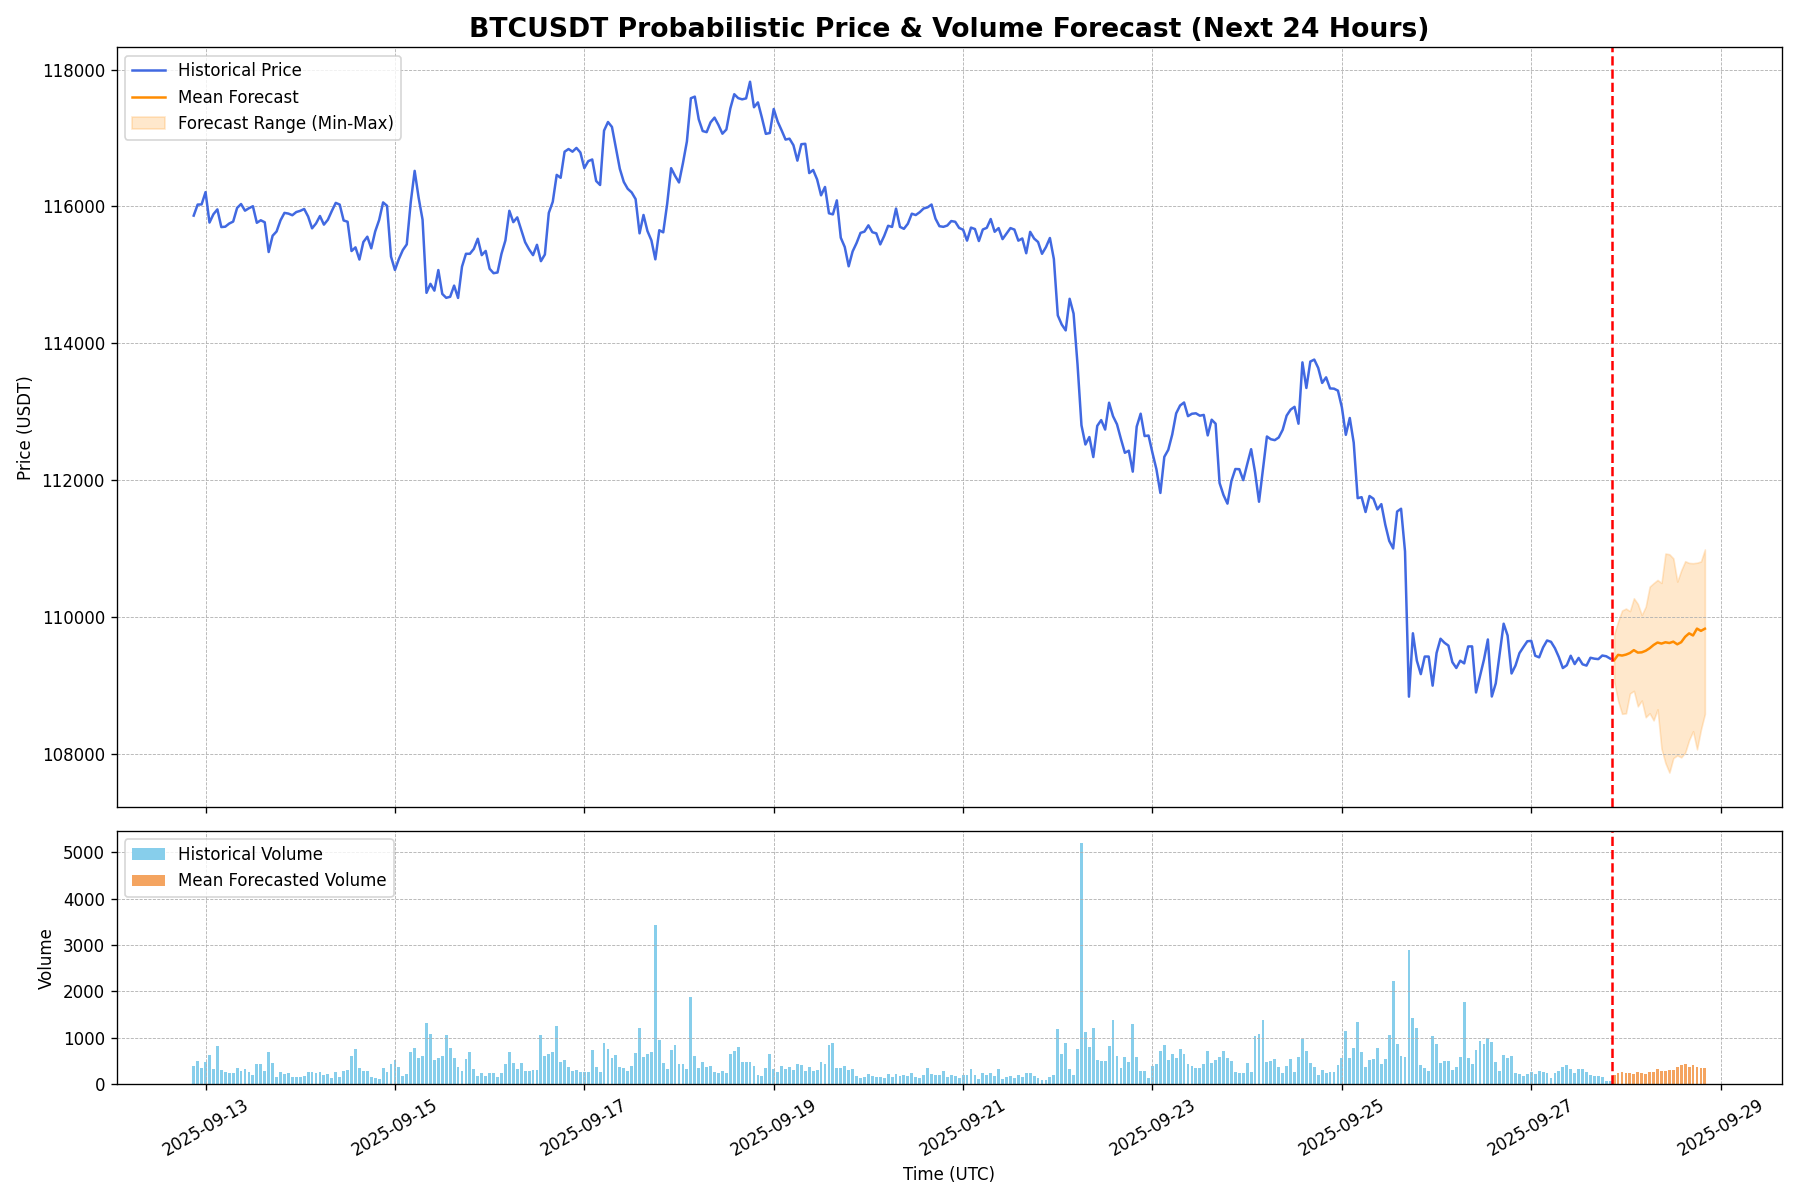 BTCUSDT Probabilistic Price & Volume Forecast (Next 24 Hours)
Historical Price
Mean Forecast
Forecast Range (Min-Max)
118000
116000
114000
112000
110000
108000
Price (USDT)
Historical Volume
Mean Forecasted Volume
5000
4000
3000
2000
1000
0
Volume
2025-09-13
2025-09-15
2025-09-17
2025-09-19
2025-09-21
2025-09-23
2025-09-25
2025-09-27
2025-09-29
Time (UTC)